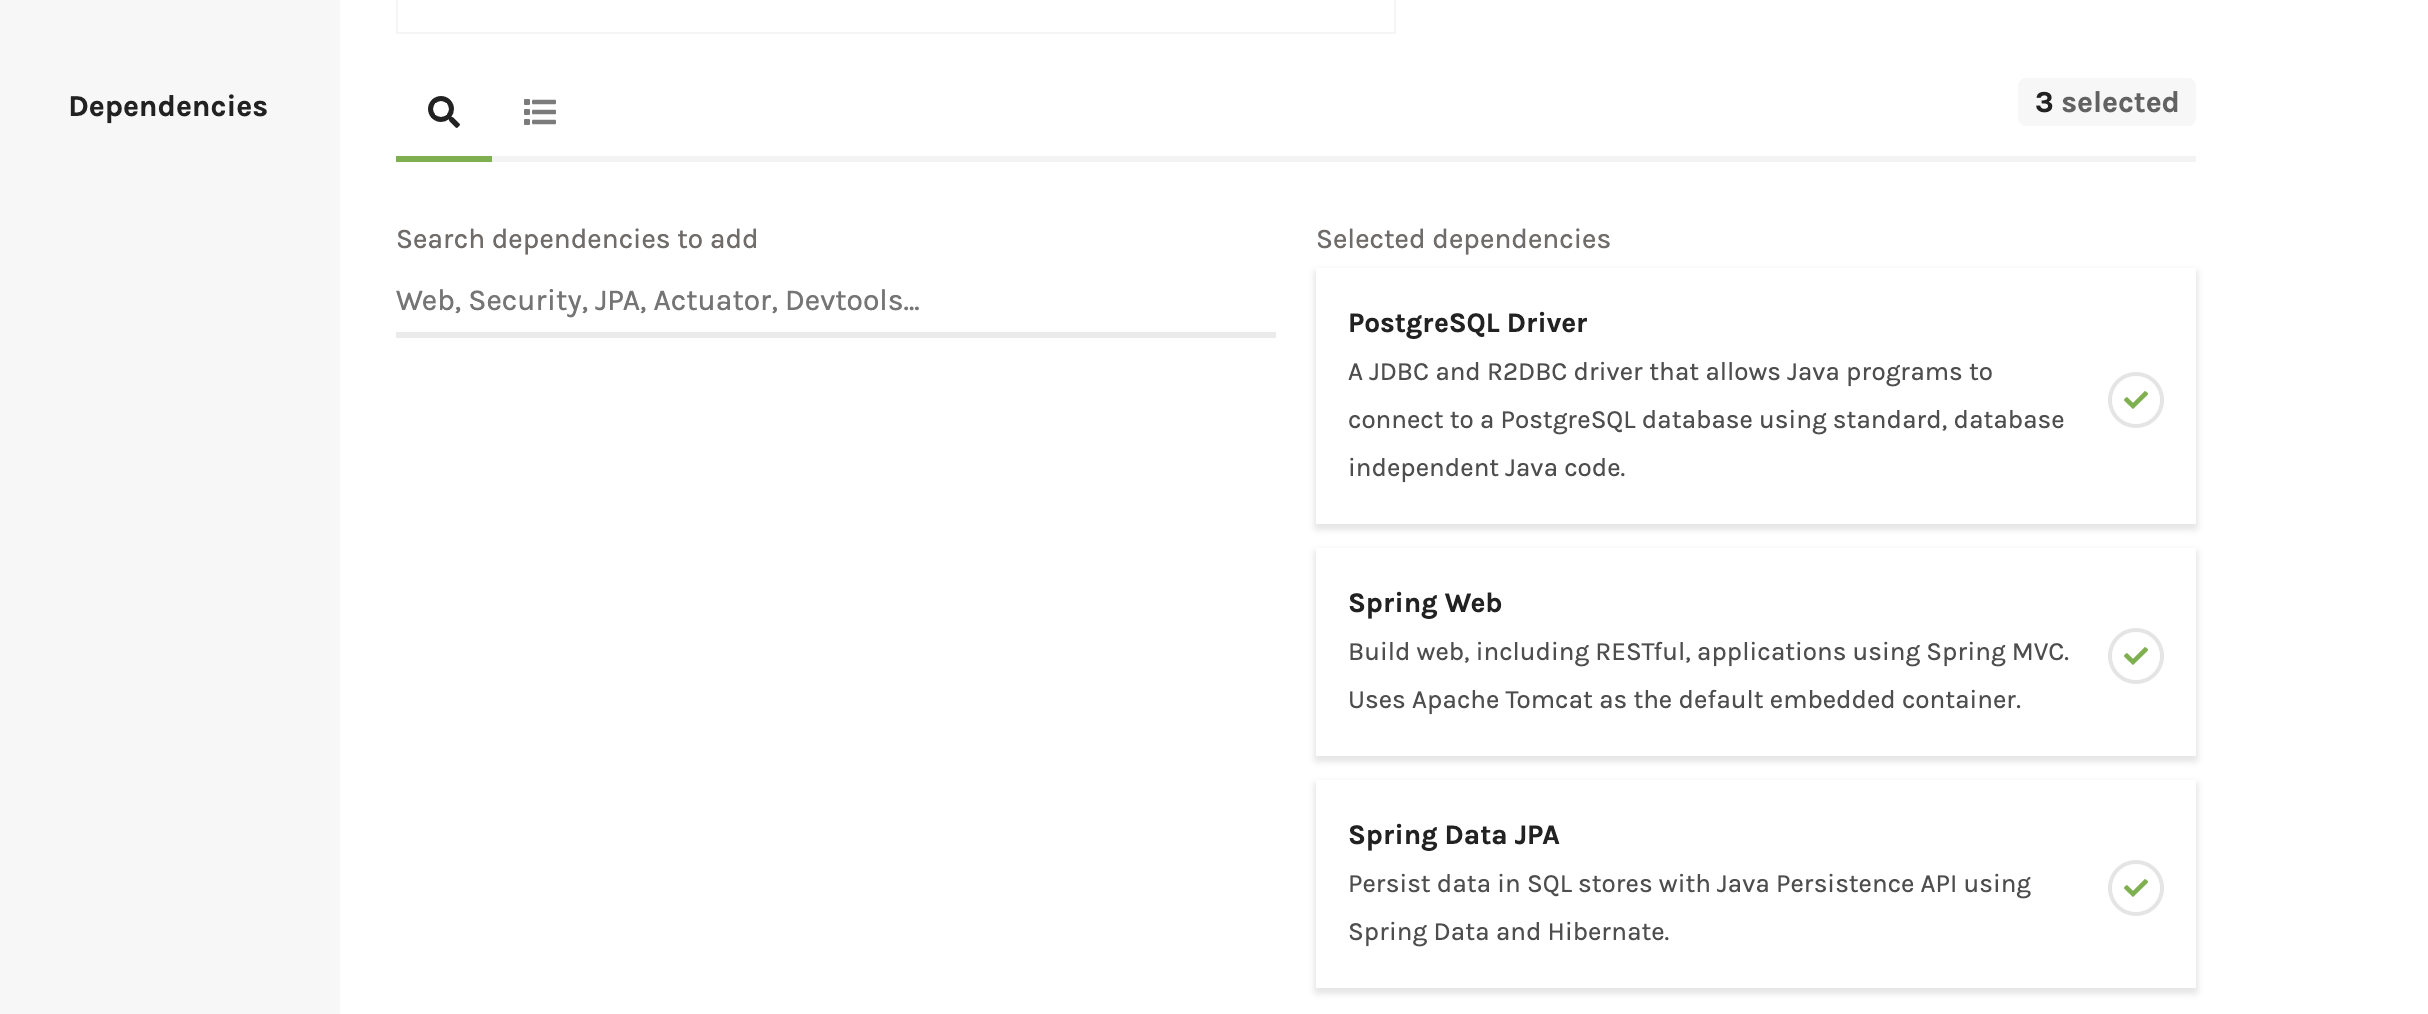 Dependencies
3 selected
Search dependencies to add
Web, Security, JPA, Actuator, Devtools...
Selected dependencies
PostgreSQL Driver
A JDBC and R2DBC driver that allows Java programs to
connect to a PostgreSQL database using standard, database
independent Java code.
Spring Web
Build web, including RESTful, applications using Spring MVC.
Uses Apache Tomcat as the default embedded container.
Spring Data JPA
Persist data in SQL stores with Java Persistence API using
Spring Data and Hibernate.